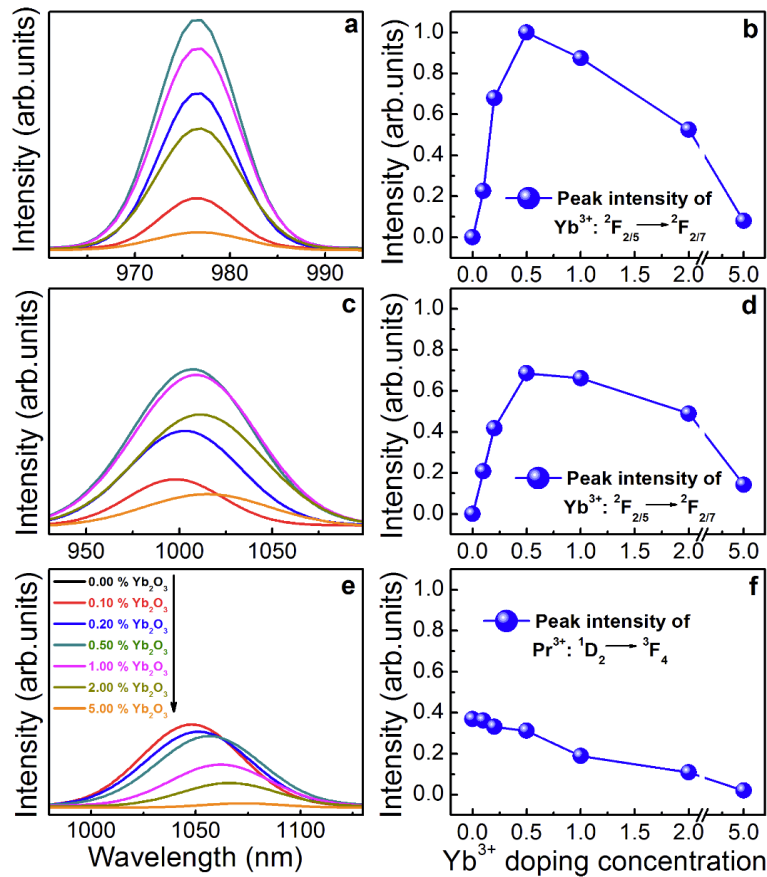 a
Intensity (arb.units)
970 980 990
b
Intensity (arb.units)
1.0
0.8
0.6
0.4
0.2
0.0
Peak intensity of
Yb³⁺: ²F₂/₅ → ²F₂/₇
0.0 0.5 1.0 1.5 2.0 5.0
c
Intensity (arb.units)
950 1000 1050
d
Intensity (arb.units)
1.0
0.8
0.6
0.4
0.2
0.0
Peak intensity of
Yb³⁺: ²F₂/₅ → ²F₂/₇
0.0 0.5 1.0 1.5 2.0 5.0
e
Intensity (arb.units)
0.00 % Yb₂O₃
0.10 % Yb₂O₃
0.20 % Yb₂O₃
0.50 % Yb₂O₃
1.00 % Yb₂O₃
2.00 % Yb₂O₃
5.00 % Yb₂O₃
1000 1050 1100
Wavelength (nm)
f
Intensity (arb.units)
1.0
0.8
0.6
0.4
0.2
0.0
Peak intensity of
Pr³⁺: ¹D₂ → ³F₄
0.0 0.5 1.0 1.5 2.0 5.0
Yb³⁺ doping concentration